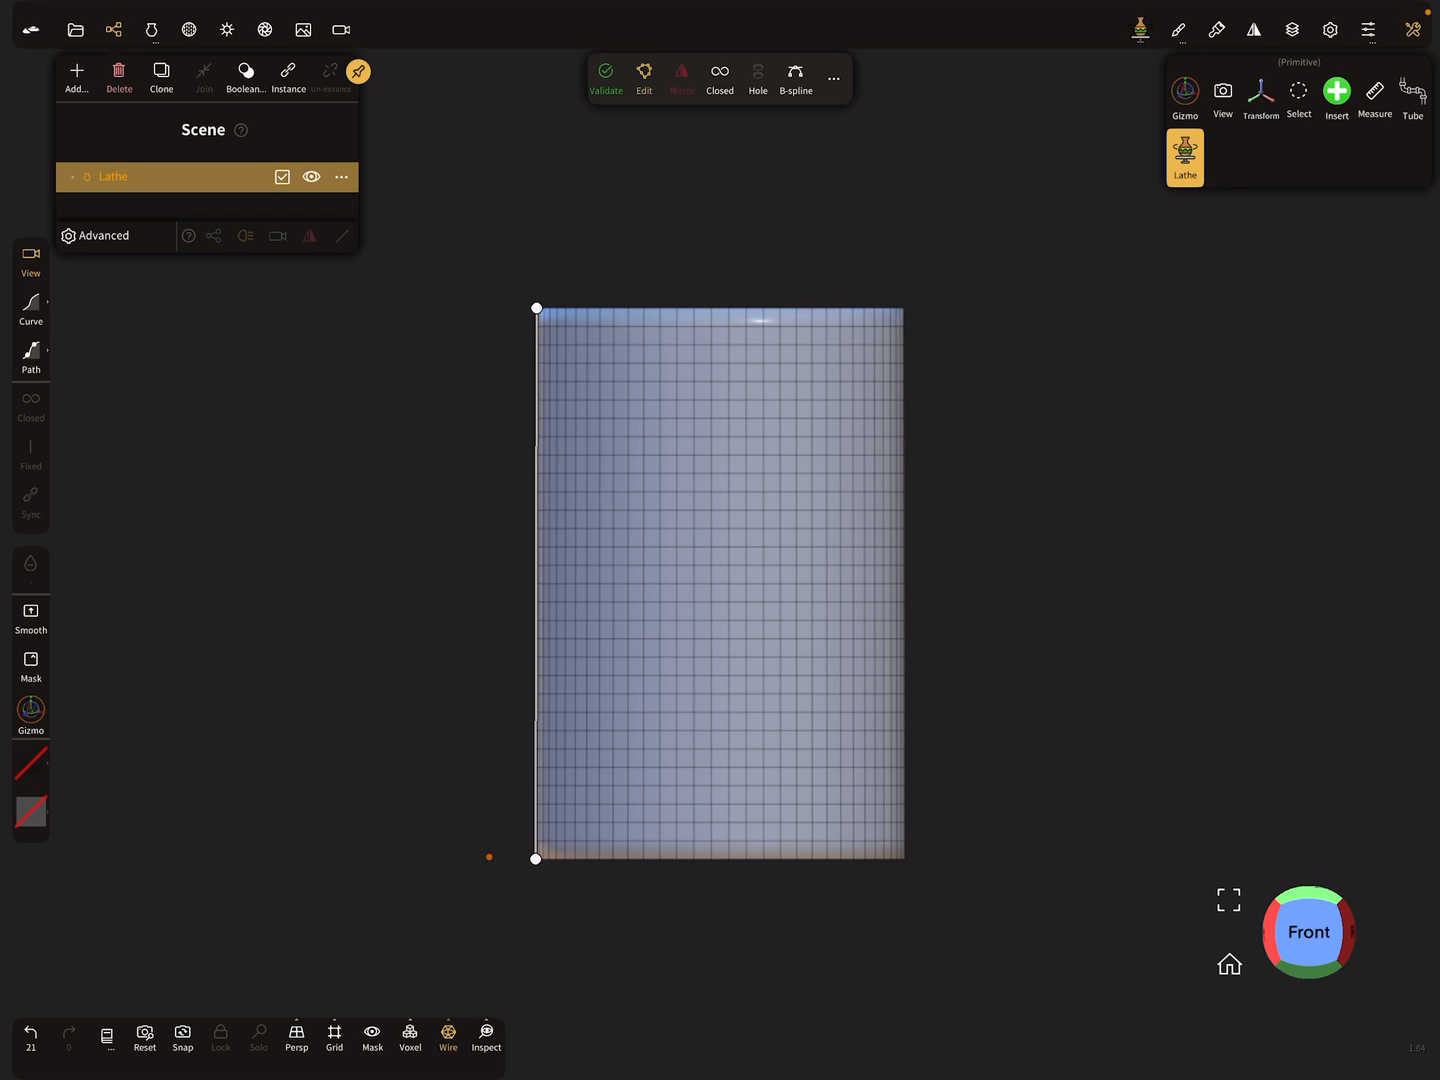 (Primitive)
Add...
Delete
Clone
Join
Boolean...
Instance
Un-instance
Validate
Edit
Mirror
Closed
Hole
B-spline
...
Gizmo
View
Transform
Select
Insert
Measure
Tube
Lathe
Scene ?
Lathe
Advanced
?
View
Curve
Path
Closed
Fixed
Sync
Smooth
Mask
Gizmo
Front
21
0
...
Reset
Snap
Lock
Solo
Persp
Grid
Mask
Voxel
Wire
Inspect
1.84